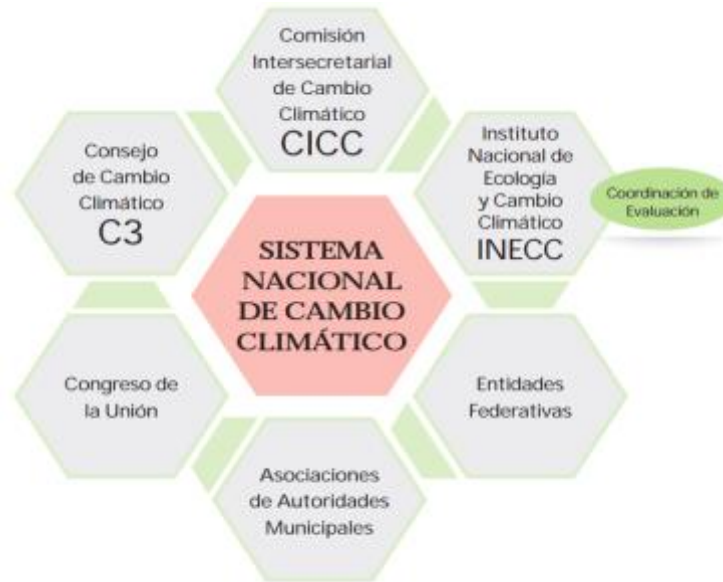 Comisión
Intersecretarial
de Cambio
Climático
CICC
Instituto
Nacional de
Ecología
y Cambio
Climático
INECC
Coordinación de
Evaluación
Consejo
de Cambio
Climático
C3
SISTEMA
NACIONAL
DE CAMBIO
CLIMÁTICO
Congreso de
la Unión
Entidades
Federativas
Asociaciones
de Autoridades
Municipales